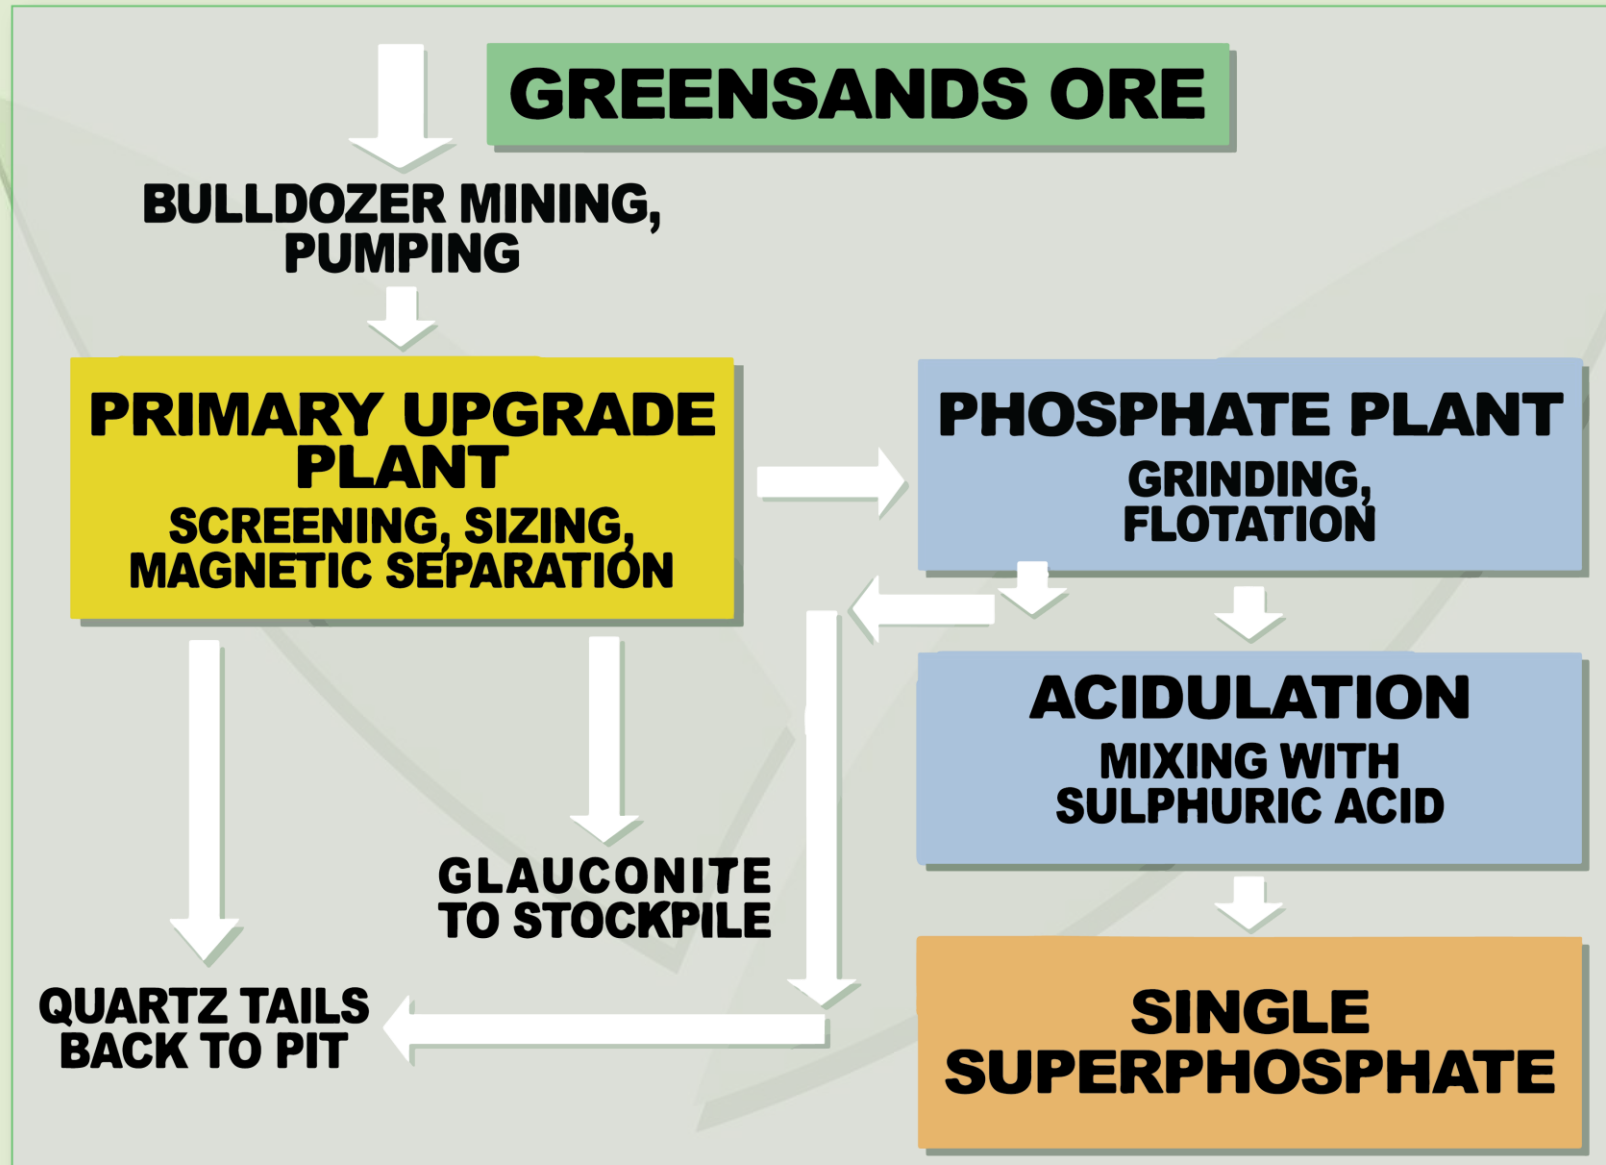 GREENSANDS ORE
BULLDOZER MINING,
PUMPING
PRIMARY UPGRADE
PLANT
SCREENING, SIZING,
MAGNETIC SEPARATION
PHOSPHATE PLANT
GRINDING,
FLOTATION
ACIDULATION
MIXING WITH
SULPHURIC ACID
GLAUCONITE
TO STOCKPILE
QUARTZ TAILS
BACK TO PIT
SINGLE
SUPERPHOSPHATE